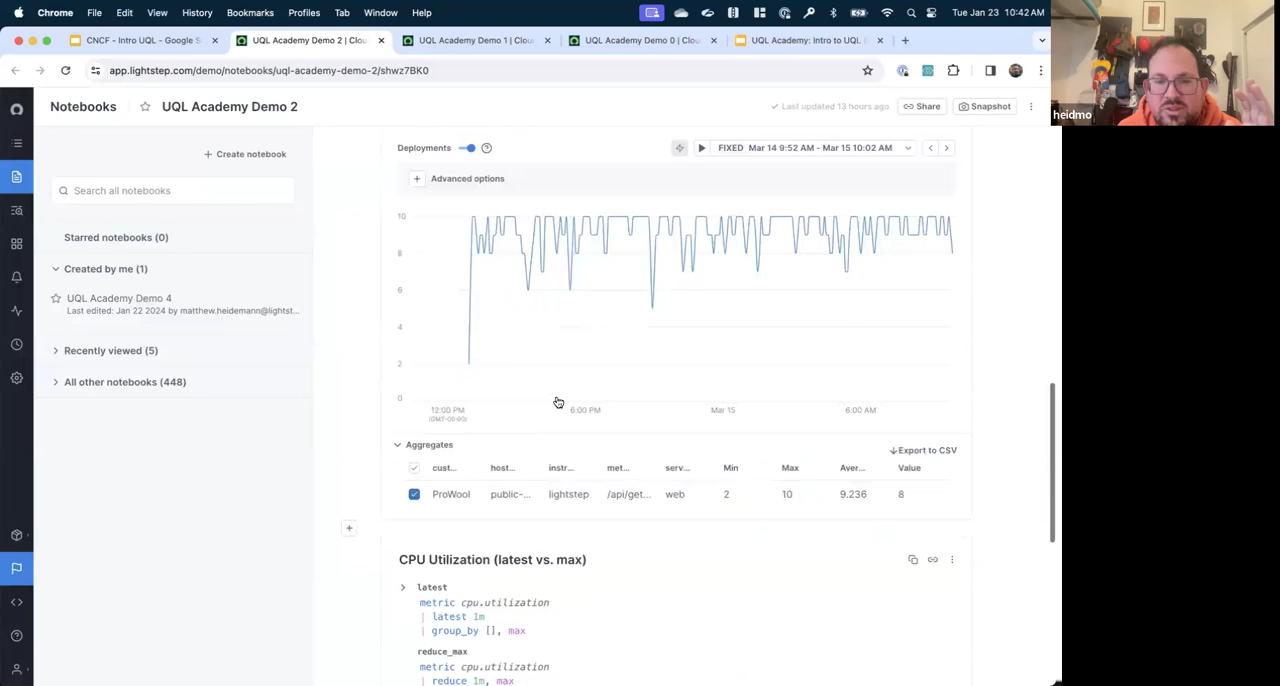 Chrome File Edit View History Bookmarks Profiles Tab Window Help Tue Jan 23 10:42 AM
CNCF - Intro UQL - Google S
UQL Academy Demo 2 | Clou
UQL Academy Demo 1 | Clou
UQL Academy Demo 0 | Clou
UQL Academy: Intro to UQL
app.lightstep.com/demo/notebooks/uql-academy-demo-2/shwz7BK0
heidmo
Notebooks
UQL Academy Demo 2
Last updated 13 hours ago
Share
Snapshot
Create notebook
Search all notebooks
Starred notebooks (0)
Created by me (1)
UQL Academy Demo 4
Last edited: Jan 22 2024 by matthew.heidemann@lightst...
Recently viewed (5)
All other notebooks (448)
Deployments
FIXED Mar 14 9:52 AM - Mar 15 10:02 AM
+ Advanced options
10
8
6
4
2
0
12:00 PM 6:00 PM Mar 15 6:00 AM
(GMT-00:00)
Aggregates
Export to CSV
cust... host... instr... met... serv... Min Max Aver... Value
ProWool public-... lightstep /api/get... web 2 10 9.236 8
CPU Utilization (latest vs. max)
latest
metric cpu.utilization
| latest 1m
| group_by [], max
reduce_max
metric cpu.utilization
| reduce 1m, max